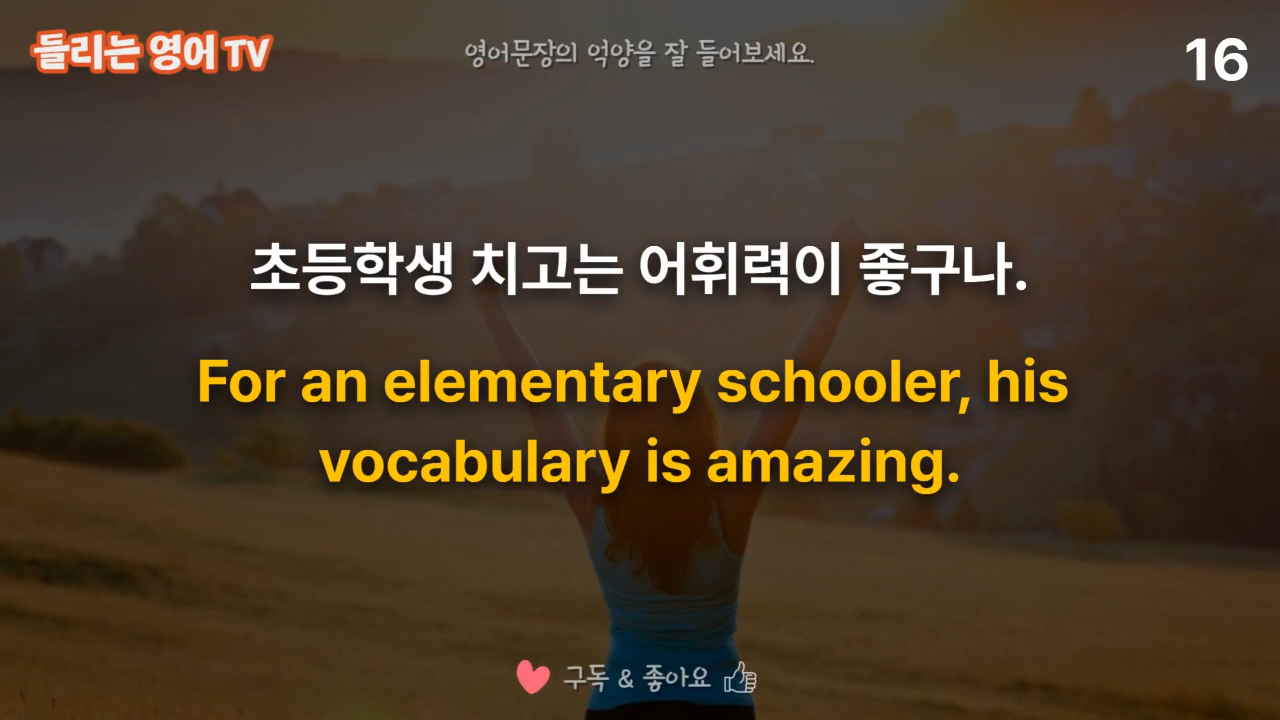 들리는 영어 TV
영어문장의 억양을 잘 들어보세요.
16
초등학생 치고는 어휘력이 좋구나.
For an elementary schooler, his
vocabulary is amazing.
구독 & 좋아요